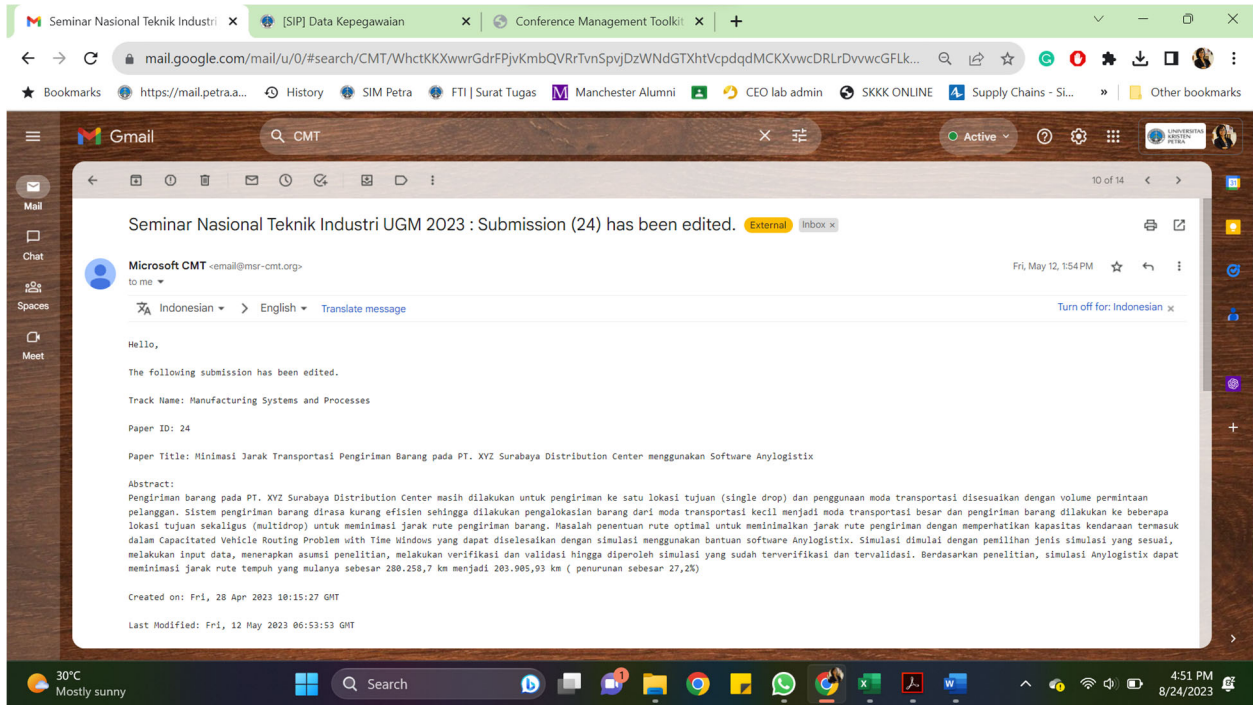 Seminar Nasional Teknik Industri
[SIP] Data Kepegawaian
Conference Management Toolkit
mail.google.com/mail/u/0/#search/CMT/WhctKKXwwrGdrFPjvKmbQVRrTvnSpvjDzWNdGTXhtVcpdqdMCKXvwcDRLrDvvwcGFLk...
Bookmarks https://mail.petra.a... History SIM Petra FTI | Surat Tugas Manchester Alumni CEO lab admin SKKK ONLINE Supply Chains - Si... » Other bookmarks
Gmail CMT Active UNIVERSITAS KRISTEN PETRA
10 of 14
31
Mail
Chat
Spaces
Meet
Seminar Nasional Teknik Industri UGM 2023 : Submission (24) has been edited. External Inbox x
Microsoft CMT <email@msr-cmt.org> Fri, May 12, 1:54 PM
to me
Indonesian > English Translate message Turn off for: Indonesian x
Hello,
The following submission has been edited.
Track Name: Manufacturing Systems and Processes
Paper ID: 24
Paper Title: Minimasi Jarak Transportasi Pengiriman Barang pada PT. XYZ Surabaya Distribution Center menggunakan Software Anylogistix
Abstract:
Pengiriman barang pada PT. XYZ Surabaya Distribution Center masih dilakukan untuk pengiriman ke satu lokasi tujuan (single drop) dan penggunaan moda transportasi disesuaikan dengan volume permintaan
pelanggan. Sistem pengiriman barang dirasa kurang efisien sehingga dilakukan pengalokasian barang dari moda transportasi kecil menjadi moda transportasi besar dan pengiriman barang dilakukan ke beberapa
lokasi tujuan sekaligus (multidrop) untuk meminimasi jarak rute pengiriman barang. Masalah penentuan rute optimal untuk meminimalkan jarak rute pengiriman dengan memperhatikan kapasitas kendaraan termasuk
dalam Capacitated Vehicle Routing Problem with Time Windows yang dapat diselesaikan dengan simulasi menggunakan bantuan software Anylogistix. Simulasi dimulai dengan pemilihan jenis simulasi yang sesuai,
melakukan input data, menerapkan asumsi penelitian, melakukan verifikasi dan validasi hingga diperoleh simulasi yang sudah terverifikasi dan tervalidasi. Berdasarkan penelitian, simulasi Anylogistix dapat
meminimasi jarak rute tempuh yang mulanya sebesar 280.258,7 km menjadi 203.905,93 km ( penurunan sebesar 27,2%)
Created on: Fri, 28 Apr 2023 10:15:27 GMT
Last Modified: Fri, 12 May 2023 06:53:53 GMT
30°C
Mostly sunny
Search
1
4:51 PM
8/24/2023